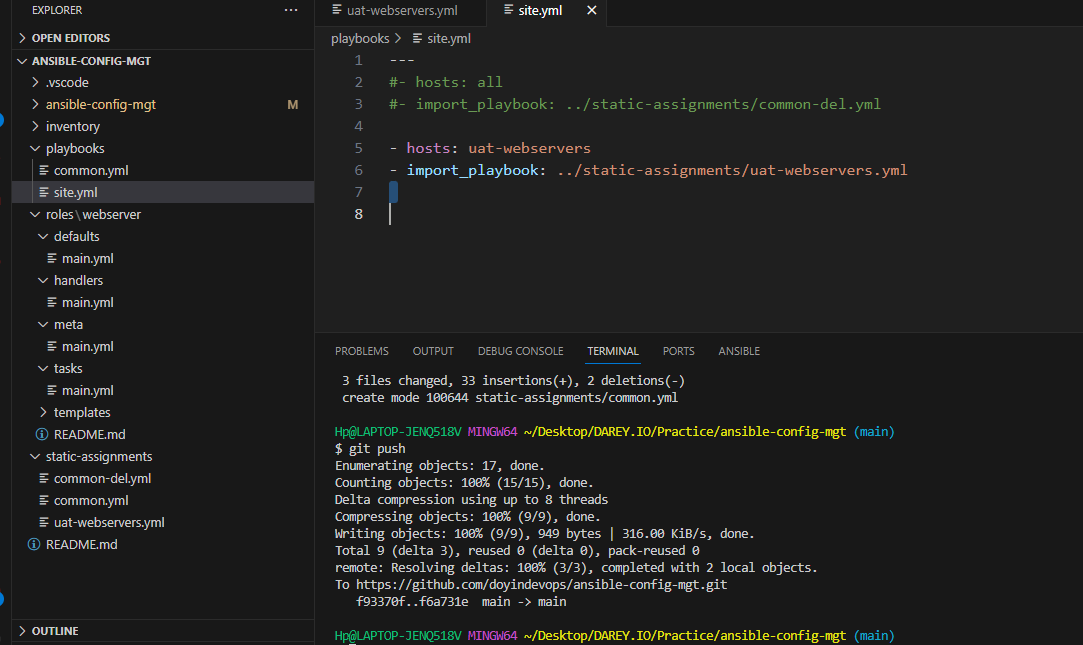 EXPLORER
...
OPEN EDITORS
ANSIBLE-CONFIG-MGT
.vscode
ansible-config-mgt M
inventory
playbooks
common.yml
site.yml
roles\webserver
defaults
main.yml
handlers
main.yml
meta
main.yml
tasks
main.yml
templates
README.md
static-assignments
common-del.yml
common.yml
uat-webservers.yml
README.md
OUTLINE
uat-webservers.yml
site.yml
playbooks > site.yml
1 ---
2 #- hosts: all
3 #- import_playbook: ../static-assignments/common-del.yml
4
5 - hosts: uat-webservers
6 - import_playbook: ../static-assignments/uat-webservers.yml
7
8
PROBLEMS OUTPUT DEBUG CONSOLE TERMINAL PORTS ANSIBLE
3 files changed, 33 insertions(+), 2 deletions(-)
create mode 100644 static-assignments/common.yml
Hp@LAPTOP-JENQ518V MINGW64 ~/Desktop/DAREY.IO/Practice/ansible-config-mgt (main)
$ git push
Enumerating objects: 17, done.
Counting objects: 100% (15/15), done.
Delta compression using up to 8 threads
Compressing objects: 100% (9/9), done.
Writing objects: 100% (9/9), 949 bytes | 316.00 KiB/s, done.
Total 9 (delta 3), reused 0 (delta 0), pack-reused 0
remote: Resolving deltas: 100% (3/3), completed with 2 local objects.
To https://github.com/doyindevops/ansible-config-mgt.git
f93370f..f6a731e main -> main
Hp@LAPTOP-JENQ518V MINGW64 ~/Desktop/DAREY.IO/Practice/ansible-config-mgt (main)